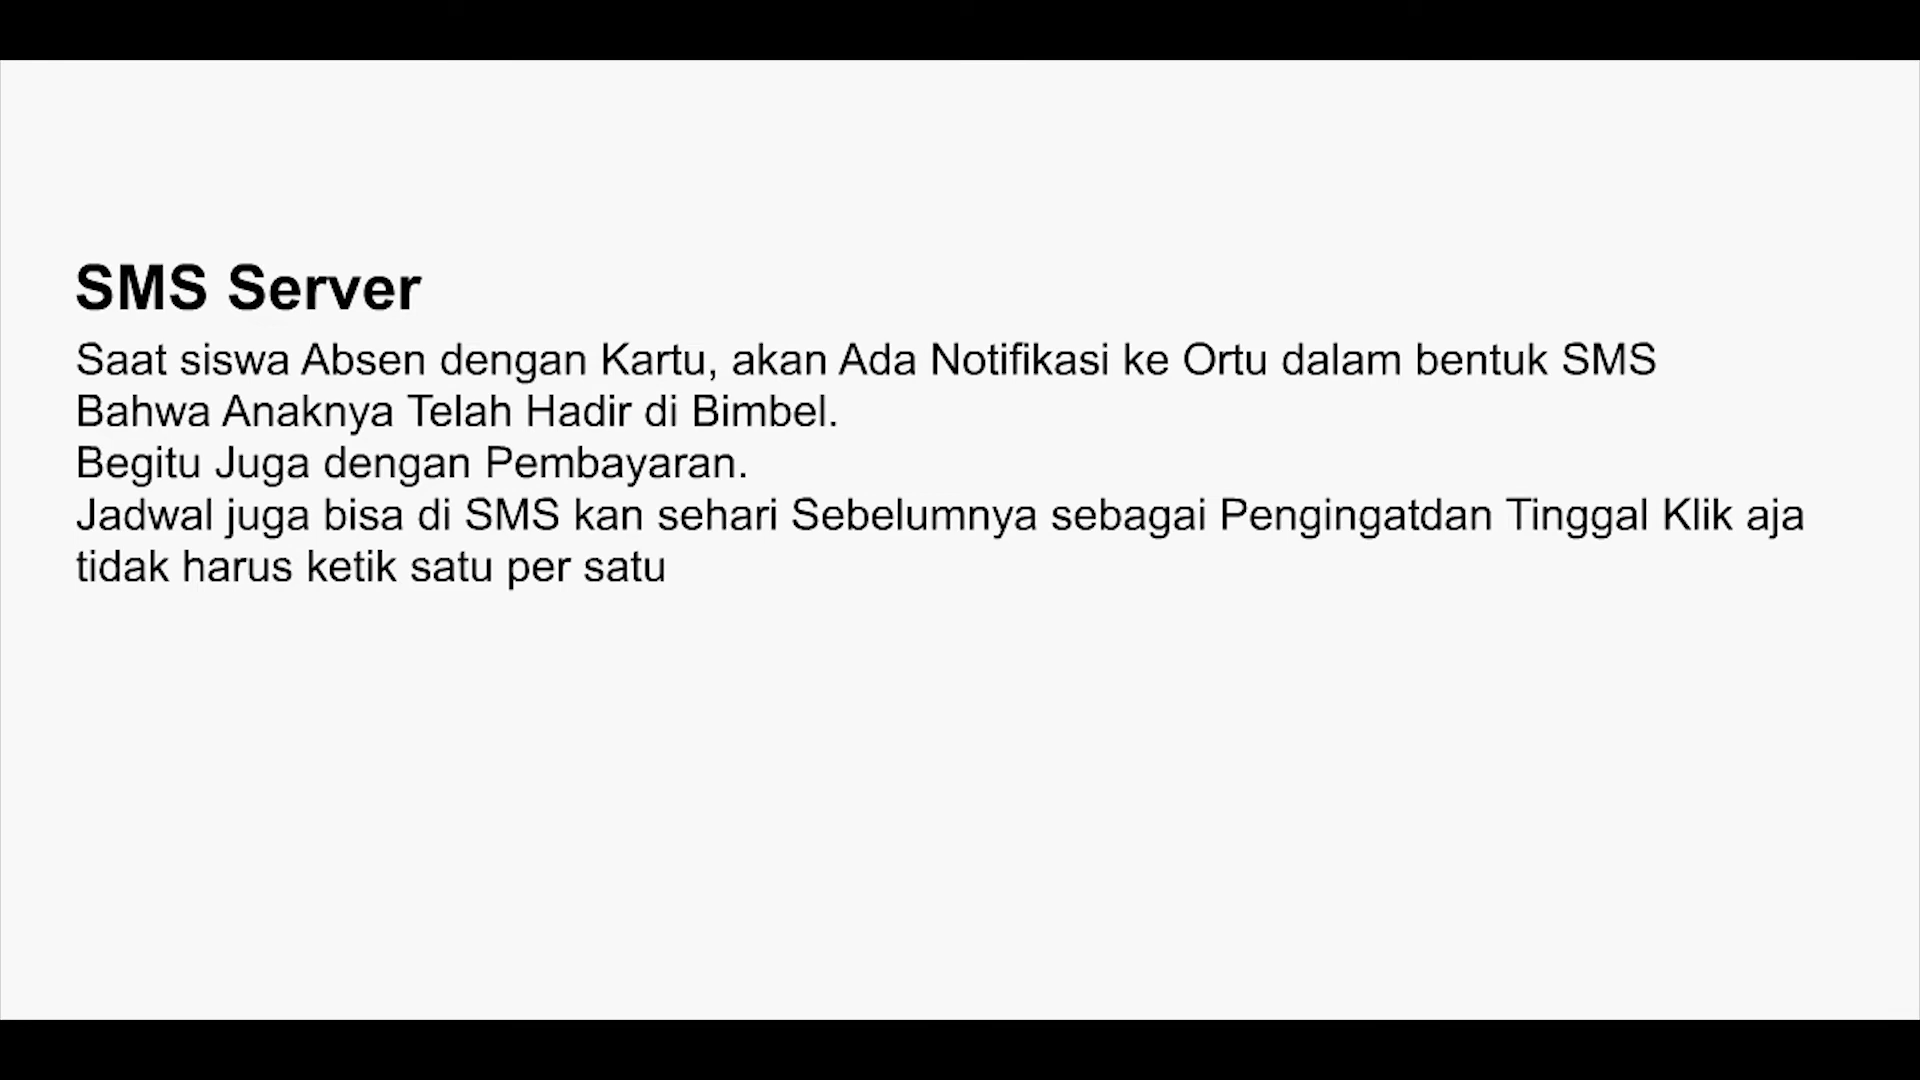 SMS Server
Saat siswa Absen dengan Kartu, akan Ada Notifikasi ke Ortu dalam bentuk SMS
Bahwa Anaknya Telah Hadir di Bimbel.
Begitu Juga dengan Pembayaran.
Jadwal juga bisa di SMS kan sehari Sebelumnya sebagai Pengingatdan Tinggal Klik aja
tidak harus ketik satu per satu